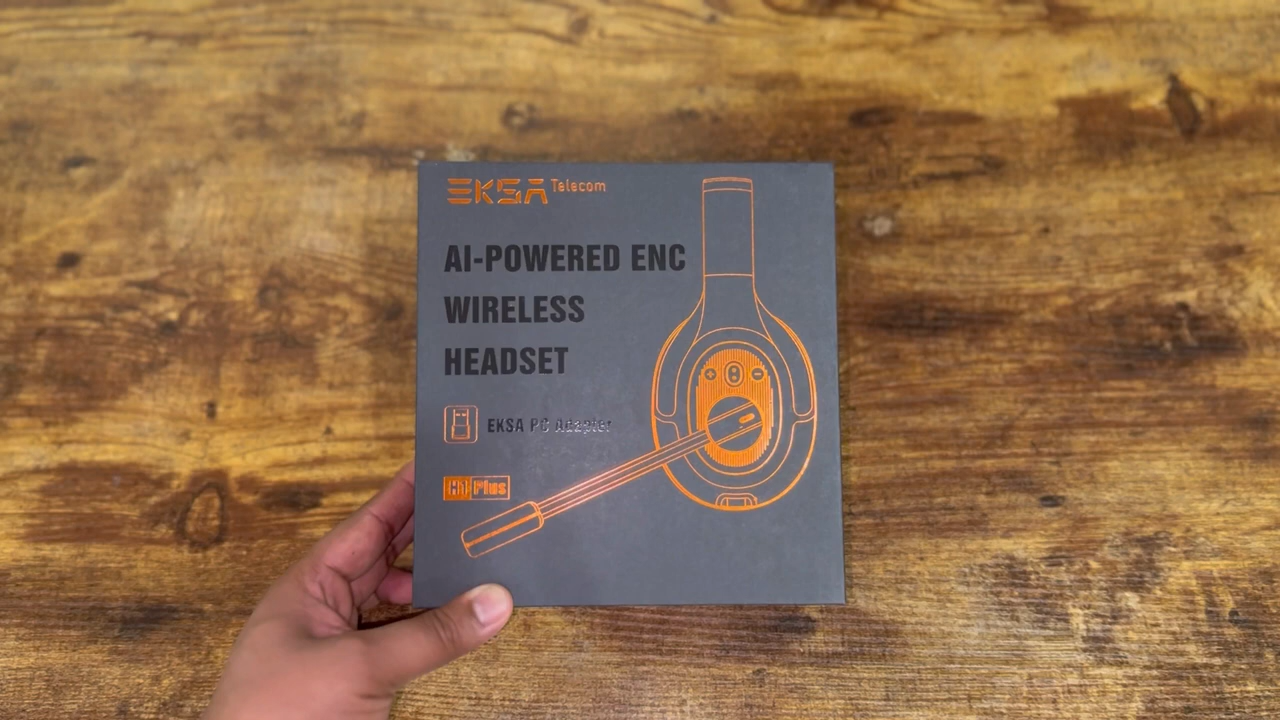 EKSA Telecom
AI-POWERED ENC
WIRELESS
HEADSET
EKSA PC Adapter
H1 Plus